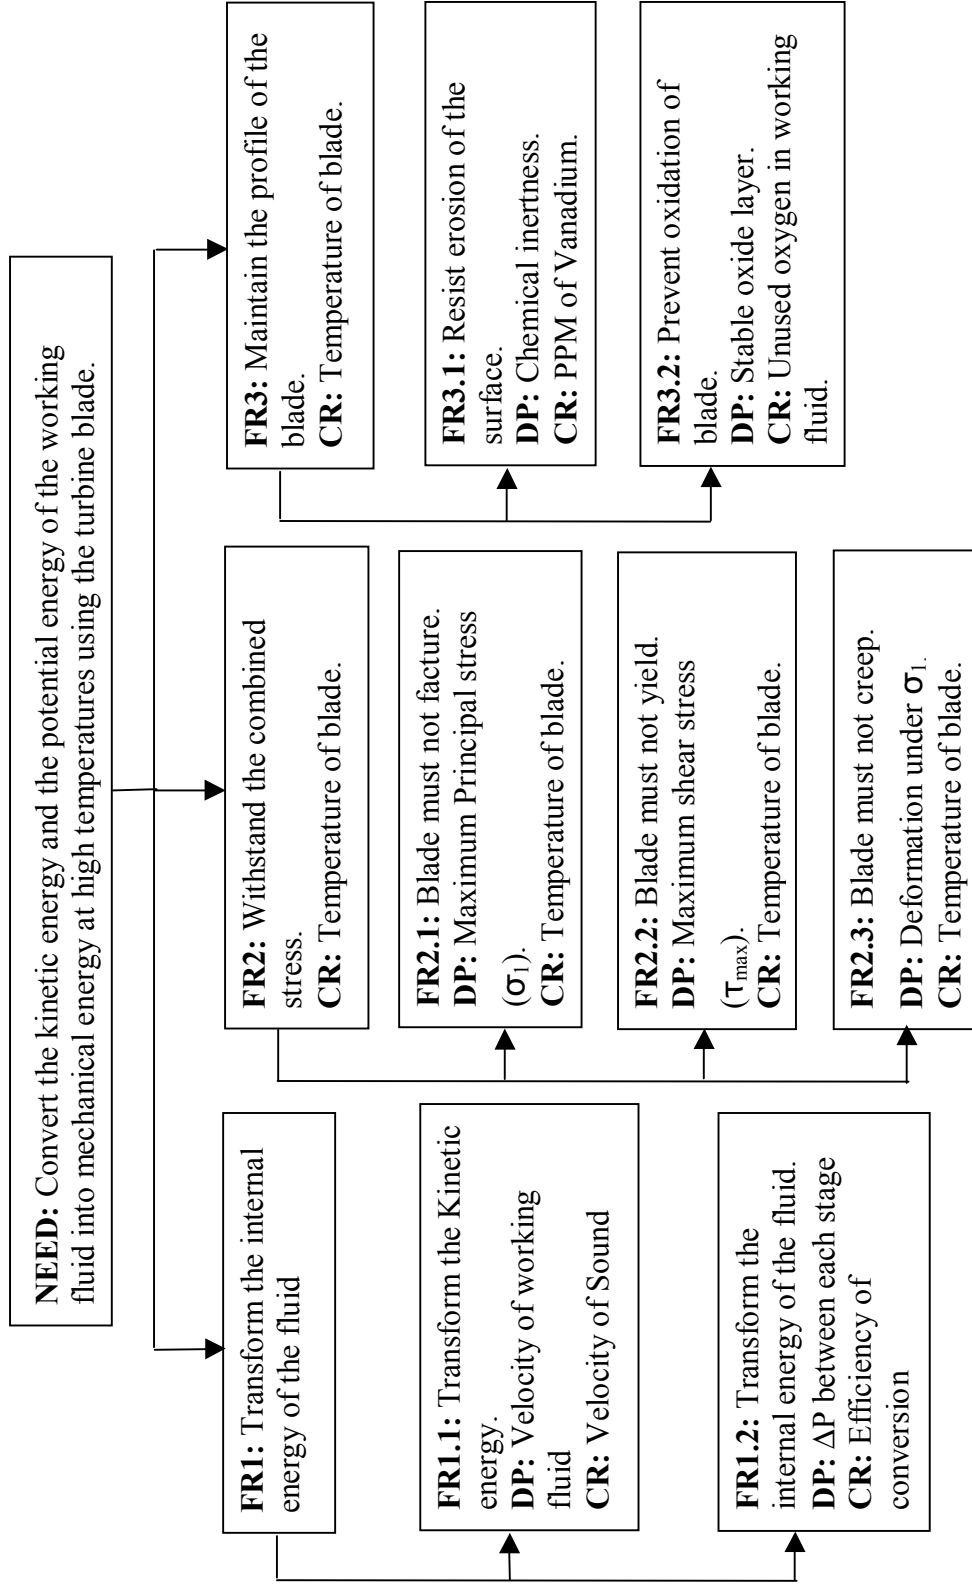 NEED: Convert the kinetic energy and the potential energy of the working
fluid into mechanical energy at high temperatures using the turbine blade.
FR1: Transform the internal
energy of the fluid
FR1.1: Transform the Kinetic
energy.
DP: Velocity of working
fluid
CR: Velocity of Sound
FR1.2: Transform the
internal energy of the fluid.
DP: ΔP between each stage
CR: Efficiency of
conversion
FR2: Withstand the combined
stress.
CR: Temperature of blade.
FR2.1: Blade must not facture.
DP: Maximum Principal stress
(σ₁).
CR: Temperature of blade.
FR2.2: Blade must not yield.
DP: Maximum shear stress
(τmax).
CR: Temperature of blade.
FR2.3: Blade must not creep.
DP: Deformation under σ₁.
CR: Temperature of blade.
FR3: Maintain the profile of the
blade.
CR: Temperature of blade.
FR3.1: Resist erosion of the
surface.
DP: Chemical inertness.
CR: PPM of Vanadium.
FR3.2: Prevent oxidation of
blade.
DP: Stable oxide layer.
CR: Unused oxygen in working
fluid.